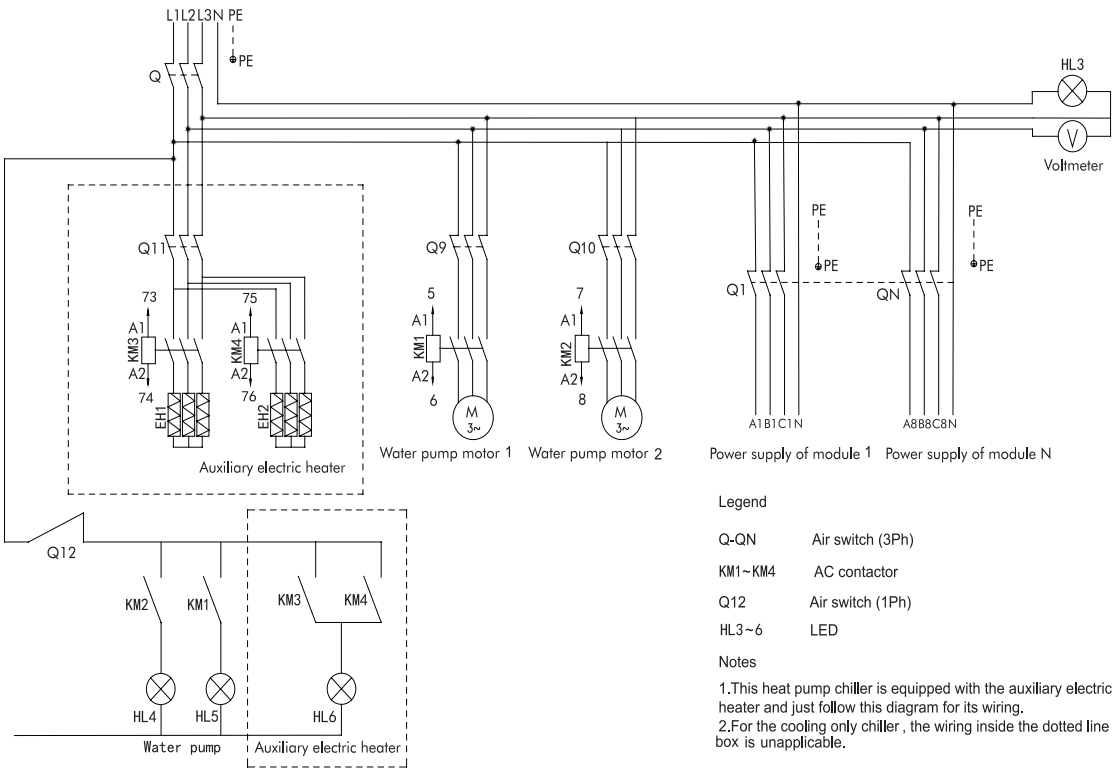 L1L2L3N PE
PE
Q
HL3
V
Voltmeter
Q11
73
75
A1
A1
KM3
KM4
A2
A2
74
76
EH1
EH2
Auxiliary electric heater
Q9
5
A1
KM1
A2
6
M
3~
Water pump motor 1
Q10
7
A1
KM2
A2
8
M
3~
Water pump motor 2
PE
PE
Q1
A1B1C1N
Power supply of module 1
PE
PE
QN
A8B8C8N
Power supply of module N
Q12
KM2
KM1
KM3
KM4
HL4
HL5
HL6
Water pump
Auxiliary electric heater
Legend
Q-QN Air switch (3Ph)
KM1~KM4 AC contactor
Q12 Air switch (1Ph)
HL3~6 LED
Notes
1.This heat pump chiller is equipped with the auxiliary electric
heater and just follow this diagram for its wiring.
2.For the cooling only chiller , the wiring inside the dotted line
box is unapplicable.